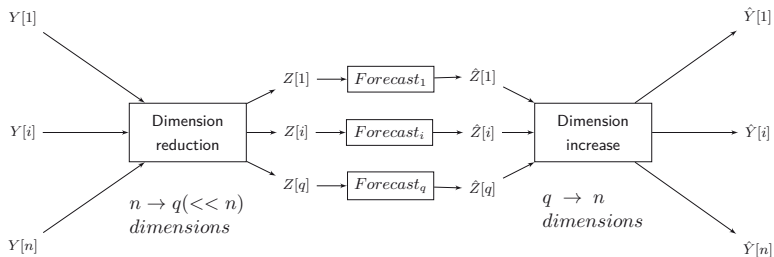 Y[1]
Y[i]
Y[n]
Dimension
reduction
n → q(<< n)
dimensions
Z[1]
Z[i]
Z[q]
Forecast₁
Forecastᵢ
Forecast_q
Ẑ[1]
Ẑ[i]
Ẑ[q]
Dimension
increase
q → n
dimensions
Ŷ[1]
Ŷ[i]
Ŷ[n]